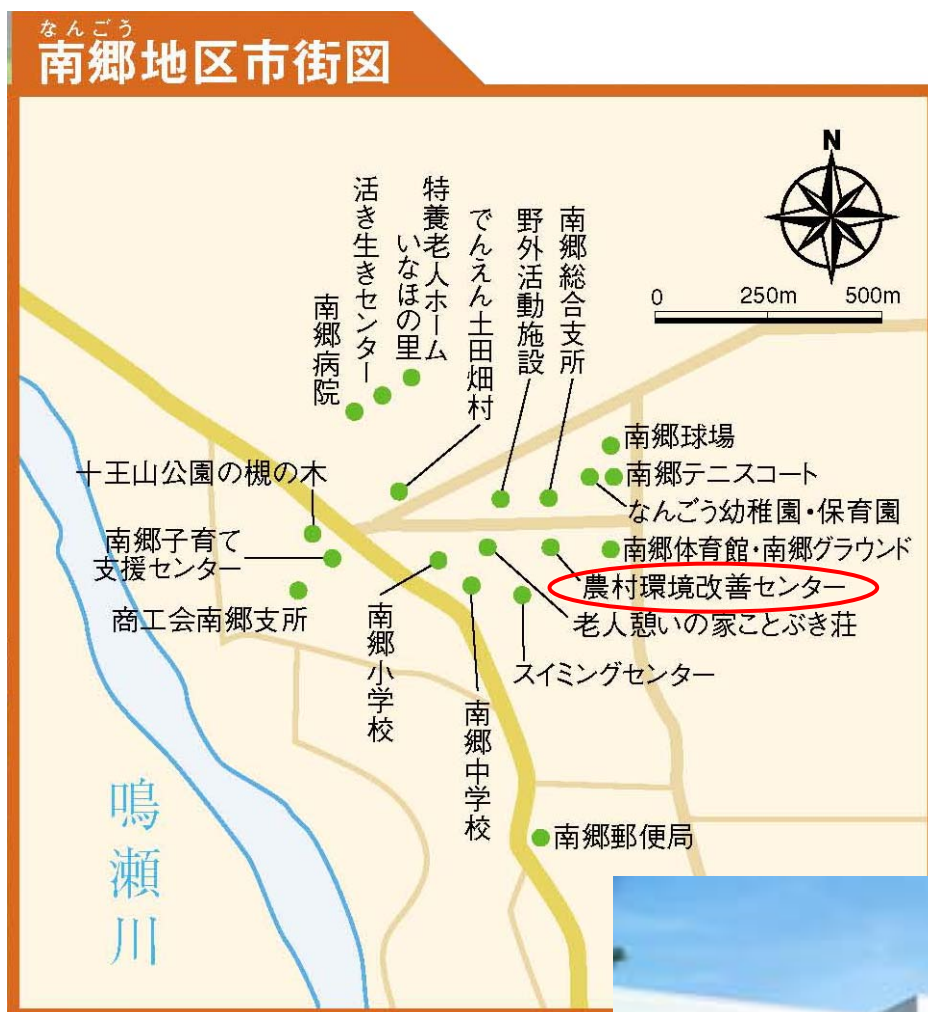 なんごう
南郷地区市街図
N
0 250m 500m
南郷総合支所
野外活動施設
でんえん土田畑村
特養老人ホーム
いなほの里
活き生きセンター
南郷病院
南郷球場
南郷テニスコート
なんごう幼稚園・保育園
南郷体育館・南郷グラウンド
農村環境改善センター
老人憩いの家ことぶき荘
スイミングセンター
十王山公園の槻の木
南郷子育て
支援センター
商工会南郷支所
南郷小学校
南郷中学校
南郷郵便局
鳴瀬川